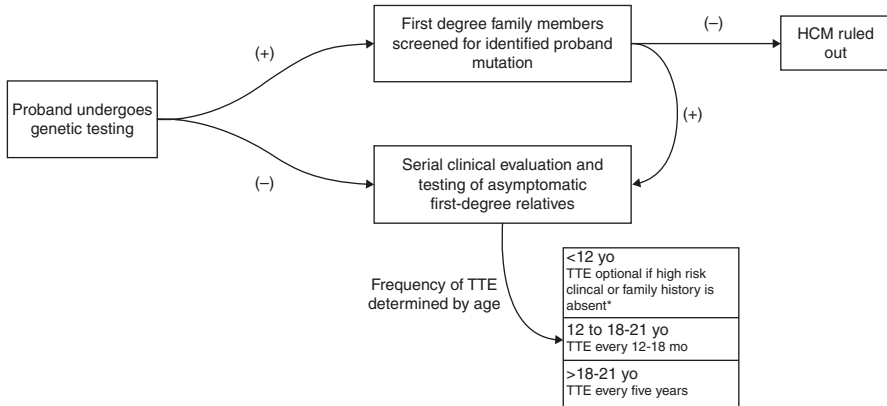 First degree family members
screened for identified proband
mutation
(–)
HCM ruled
out
(+)
Proband undergoes
genetic testing
(+)
(–)
Serial clinical evaluation and
testing of asymptomatic
first-degree relatives
Frequency of TTE
determined by age
<12 yo
TTE optional if high risk
clincal or family history is
absent*
12 to 18-21 yo
TTE every 12-18 mo
>18-21 yo
TTE every five years